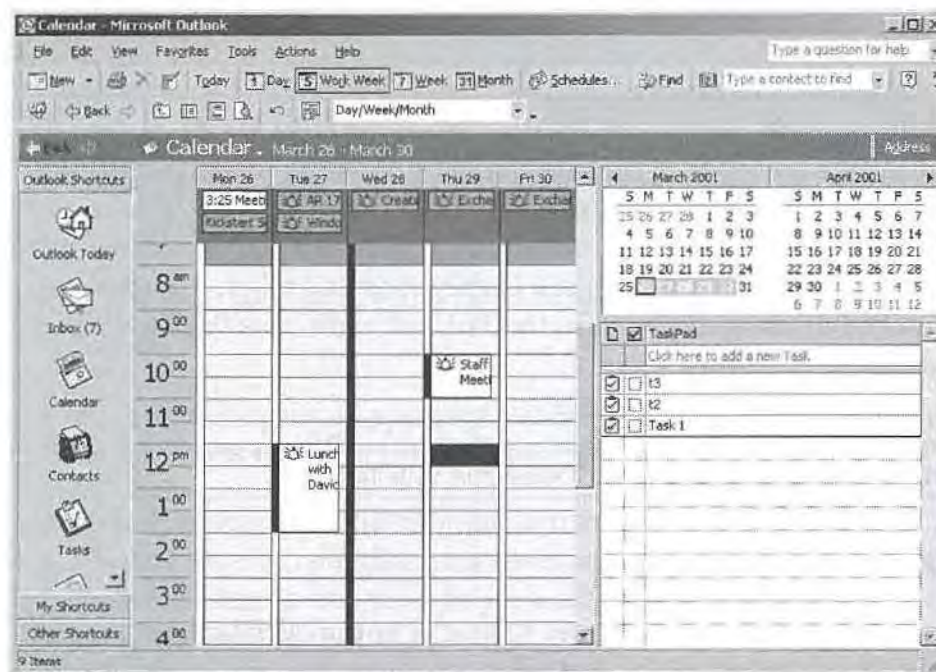 Calendar - Microsoft Outlook
File Edit View Favorites Tools Actions Help
Type a question for help
New Today 1 Day 5 Work Week 7 Week 31 Month Schedules... Find Type a contact to find
Back Day/Week/Month
Calendar . March 26 - March 30 Address
Outlook Shortcuts
Outlook Today
Inbox (7)
Calendar
Contacts
Tasks
My Shortcuts
Other Shortcuts
Mon 26 Tue 27 Wed 28 Thu 29 Fri 30
3:25 Meeti AR 17 Create Excha Exchai
Kickstart S Windo
8 am
9 00
10 00
11 00
12 pm
1 00
2 00
3 00
4 00
Staff
Meeti
Lunch
with
David
March 2001
S M T W T F S
25 26 27 28 1 2 3
4 5 6 7 8 9 10
11 12 13 14 15 16 17
18 19 20 21 22 23 24
25 31
April 2001
S M T W T F S
1 2 3 4 5 6 7
8 9 10 11 12 13 14
15 16 17 18 19 20 21
22 23 24 25 26 27 28
29 30 1 2 3 4 5
6 7 8 9 10 11 12
TaskPad
Click here to add a new Task
t3
t2
Task 1
9 Items